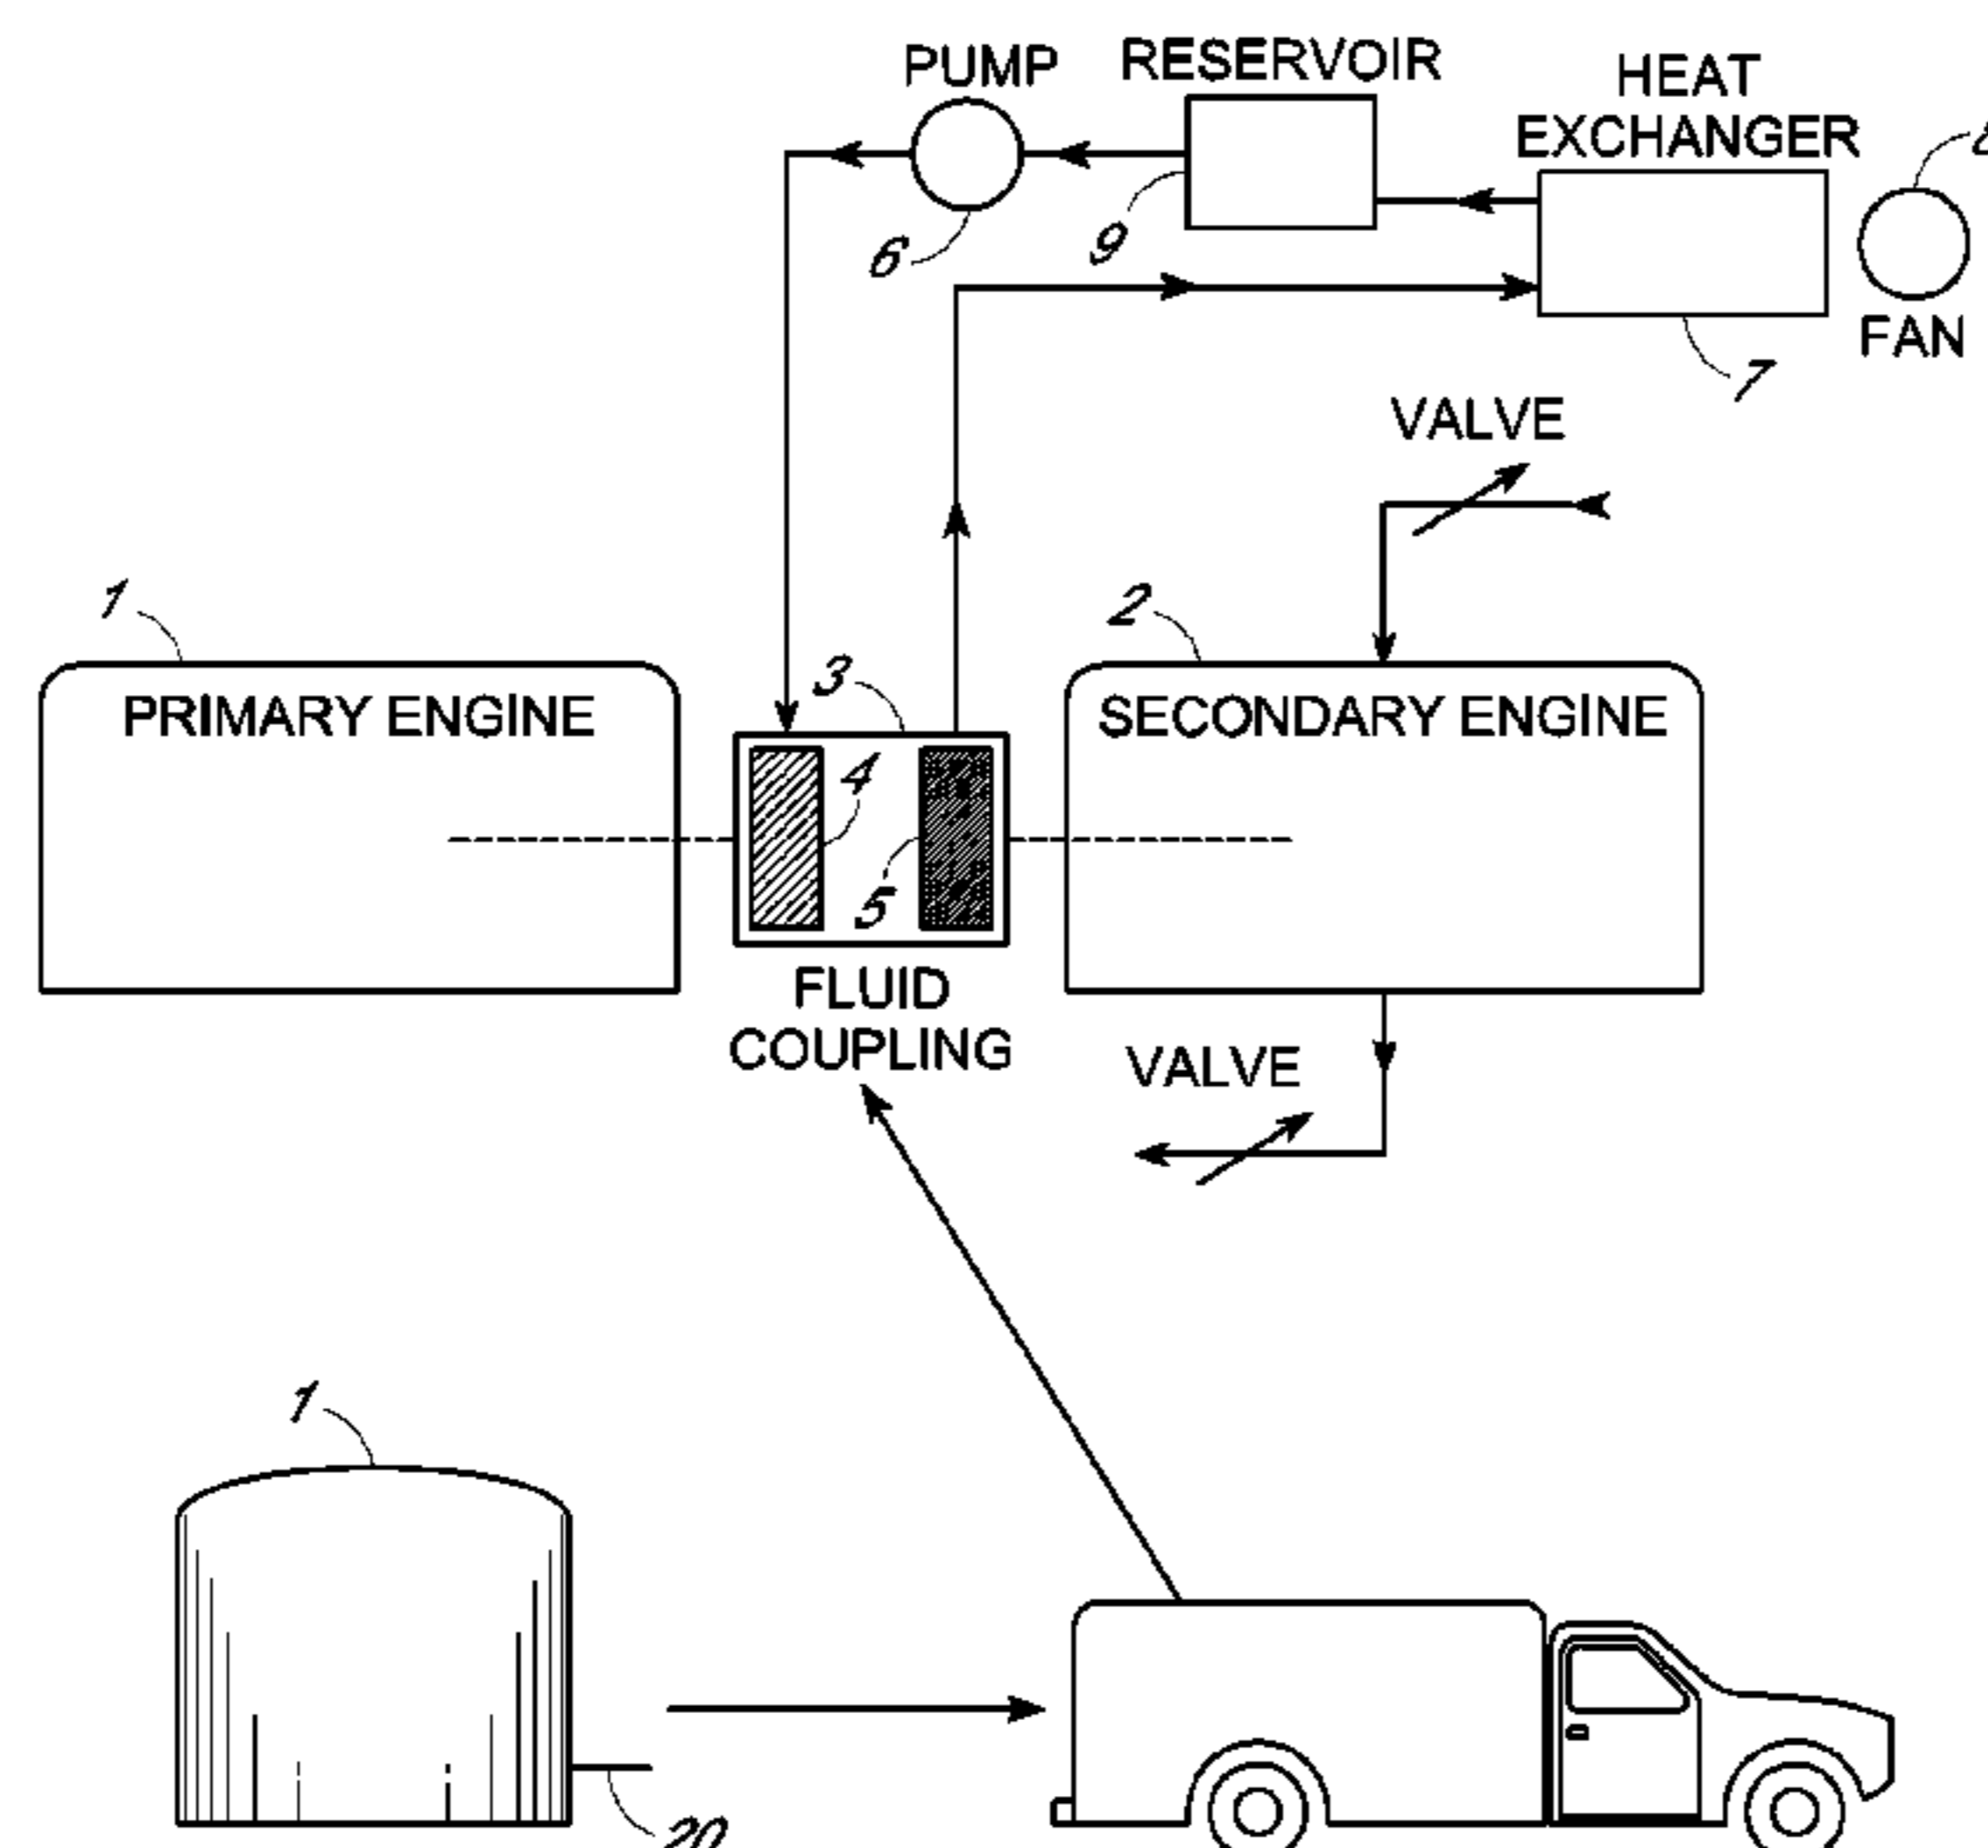 PUMP
RESERVOIR
HEAT
EXCHANGER
6
9
FAN
7
VALVE
1
2
3
PRIMARY ENGINE
SECONDARY ENGINE
4
5
FLUID
COUPLING
VALVE
1
20